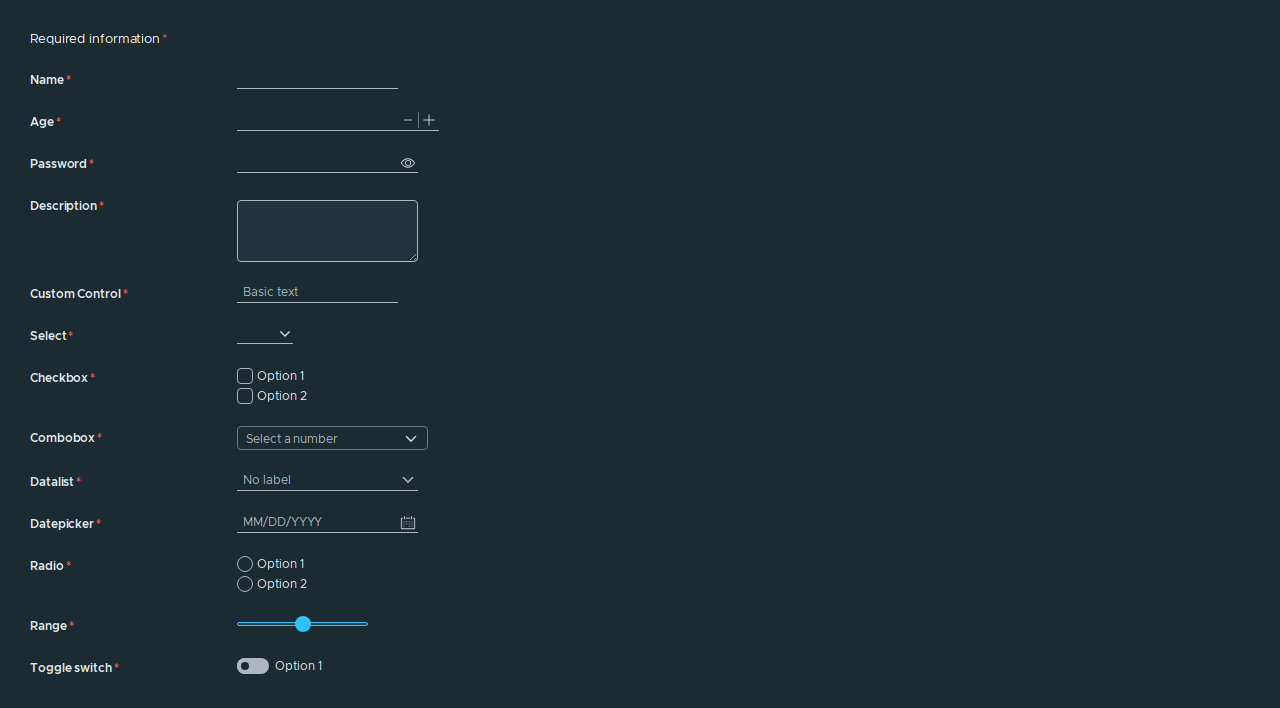 Required information *
Name *
Age *
Password *
Description *
Custom Control * Basic text
Select *
Checkbox * Option 1
Option 2
Combobox * Select a number
Datalist * No label
Datepicker * MM/DD/YYYY
Radio * Option 1
Option 2
Range *
Toggle switch * Option 1